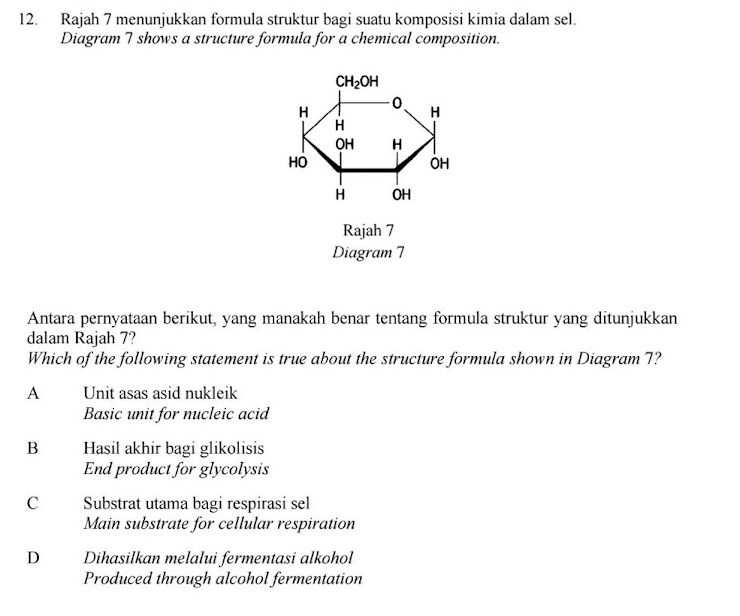 12. Rajah 7 menunjukkan formula struktur bagi suatu komposisi kimia dalam sel.
Diagram 7 shows a structure formula for a chemical composition.
CH₂OH
O
H
H
H
OH
H
HO
OH
H
OH
Rajah 7
Diagram 7
Antara pernyataan berikut, yang manakah benar tentang formula struktur yang ditunjukkan
dalam Rajah 7?
Which of the following statement is true about the structure formula shown in Diagram 7?
A Unit asas asid nukleik
Basic unit for nucleic acid
B Hasil akhir bagi glikolisis
End product for glycolysis
C Substrat utama bagi respirasi sel
Main substrate for cellular respiration
D Dihasilkan melalui fermentasi alkohol
Produced through alcohol fermentation